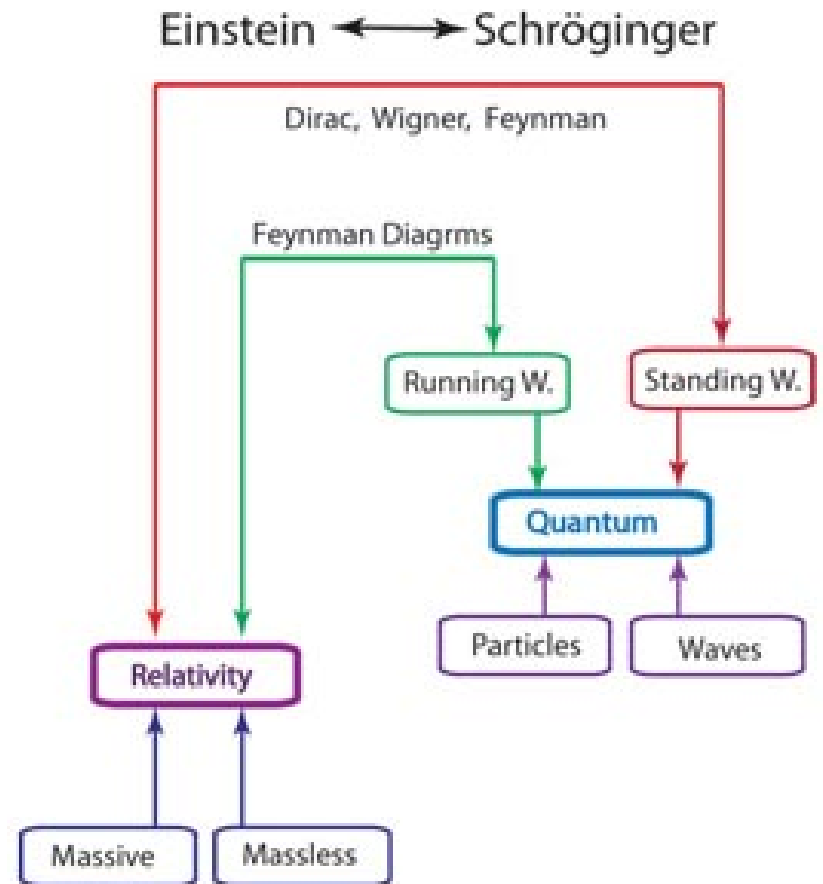 Einstein Schröginger
Dirac, Wigner, Feynman
Feynman Diagrms
Running W.
Standing W.
Quantum
Particles
Waves
Relativity
Massive
Massless